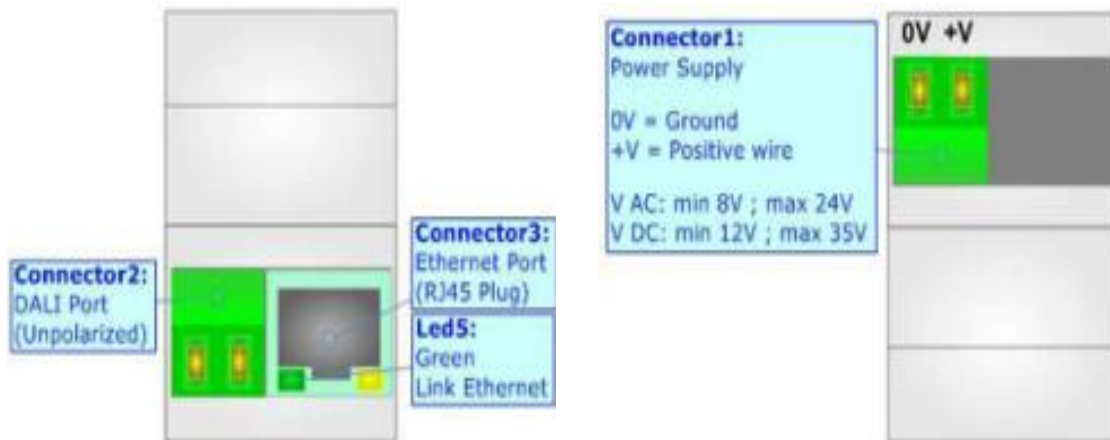 Connector2:
DALI Port
(Unpolarized)
Connector3:
Ethernet Port
(RJ45 Plug)
Led5:
Green
Link Ethernet
Connector1:
Power Supply
0V = Ground
+V = Positive wire
V AC: min 8V ; max 24V
V DC: min 12V ; max 35V
0V +V